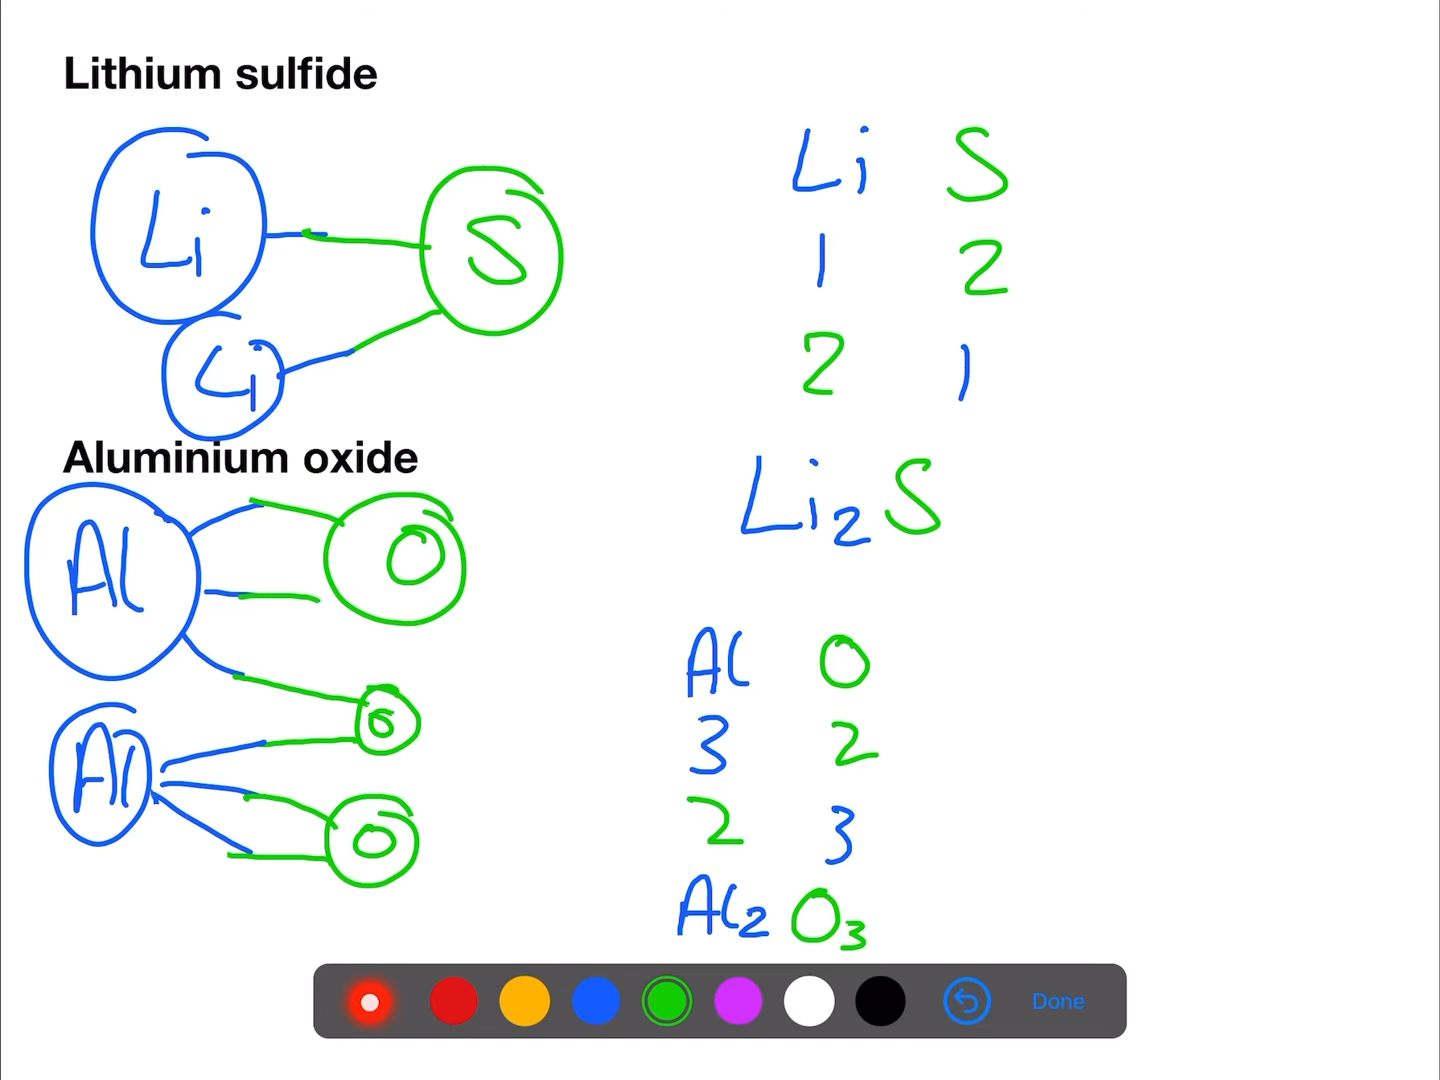 Lithium sulfide
Li S
Li
Li S
1 2
2 1
Li2S
Aluminium oxide
Al O
O
Al
O
Al O
3 2
2 3
Al2O3
Done